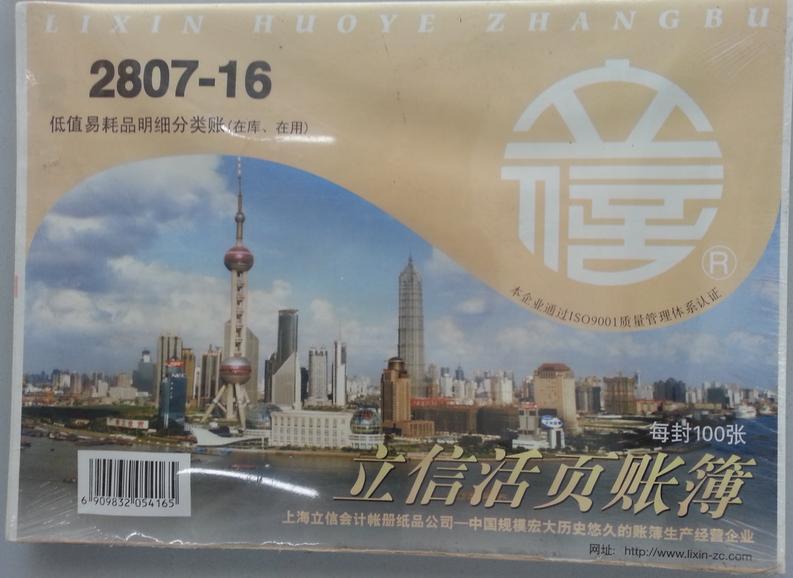 LIXIN HUOYE ZHANGBU
2807-16
低值易耗品明细分类账(在库、在用)
立信
®
本企业通过ISO9001质量管理体系认证
每封100张
立信活页账簿
6 909832 054165
上海立信会计帐册纸品公司—中国规模宏大历史悠久的账簿生产经营企业
网址: http://www.lixin-zc.com